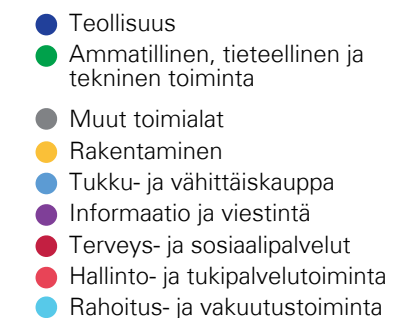 Teollisuus
Ammatillinen, tieteellinen ja
tekninen toiminta
Muut toimialat
Rakentaminen
Tukku- ja vähittäiskauppa
Informaatio ja viestintä
Terveys- ja sosiaalipalvelut
Hallinto- ja tukipalvelutoiminta
Rahoitus- ja vakuutustoiminta